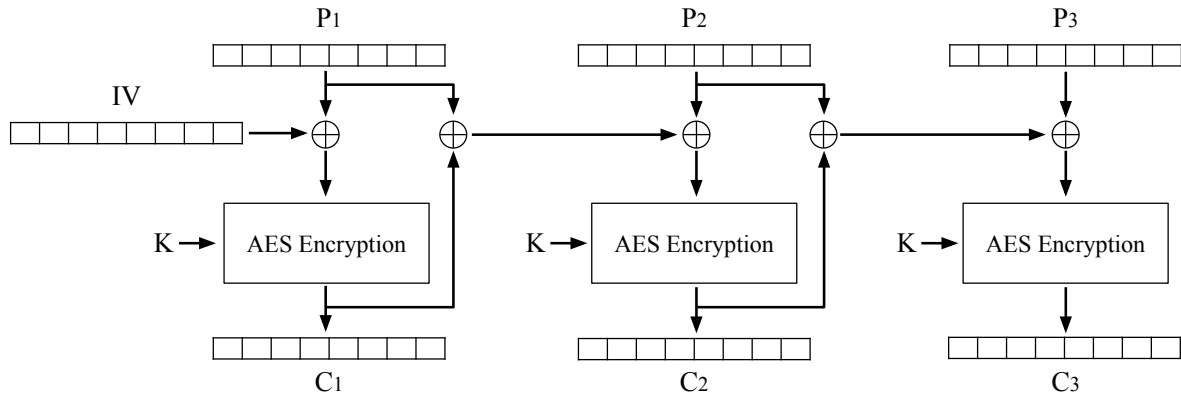 P1 P2 P3
IV
K AES Encryption K AES Encryption K AES Encryption
C1 C2 C3